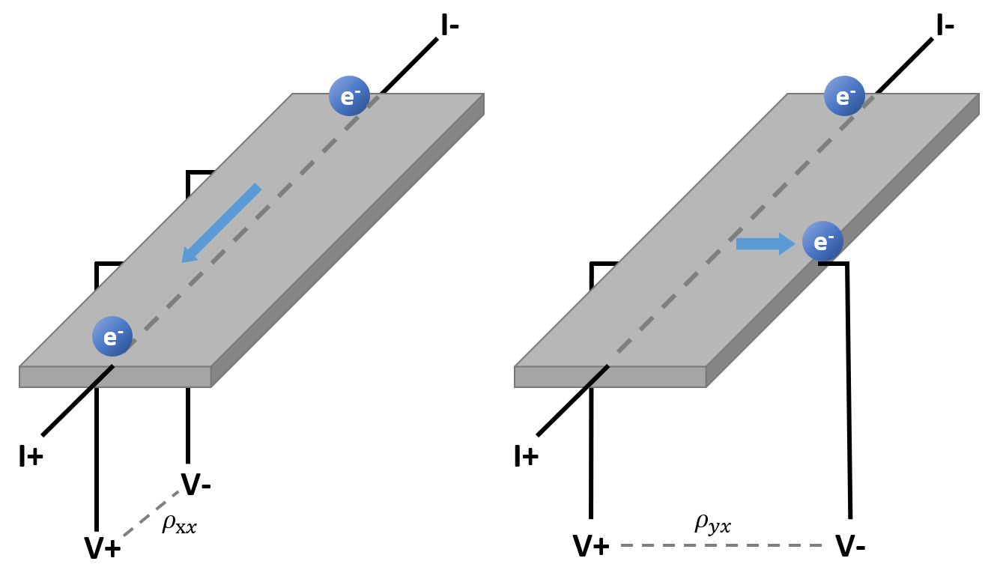 I-
e-
e-
I+
V-
ρxx
V+
I-
e-
e-
I+
ρyx
V+
V-